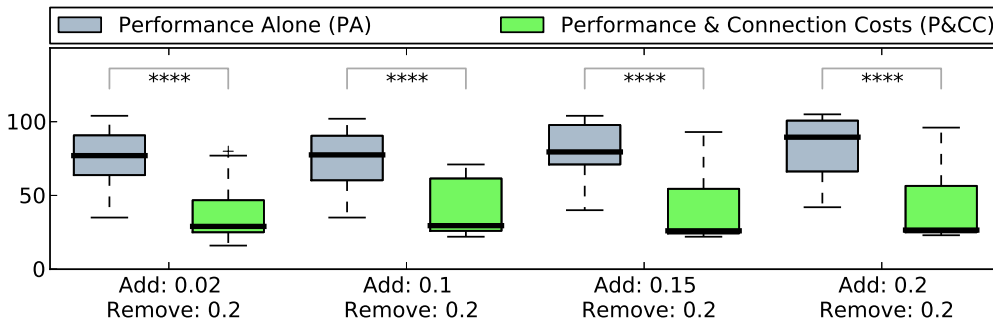 Performance Alone (PA)
Performance & Connection Costs (P&CC)
**** **** **** ****
100
50
0
Add: 0.02 Add: 0.1 Add: 0.15 Add: 0.2
Remove: 0.2 Remove: 0.2 Remove: 0.2 Remove: 0.2